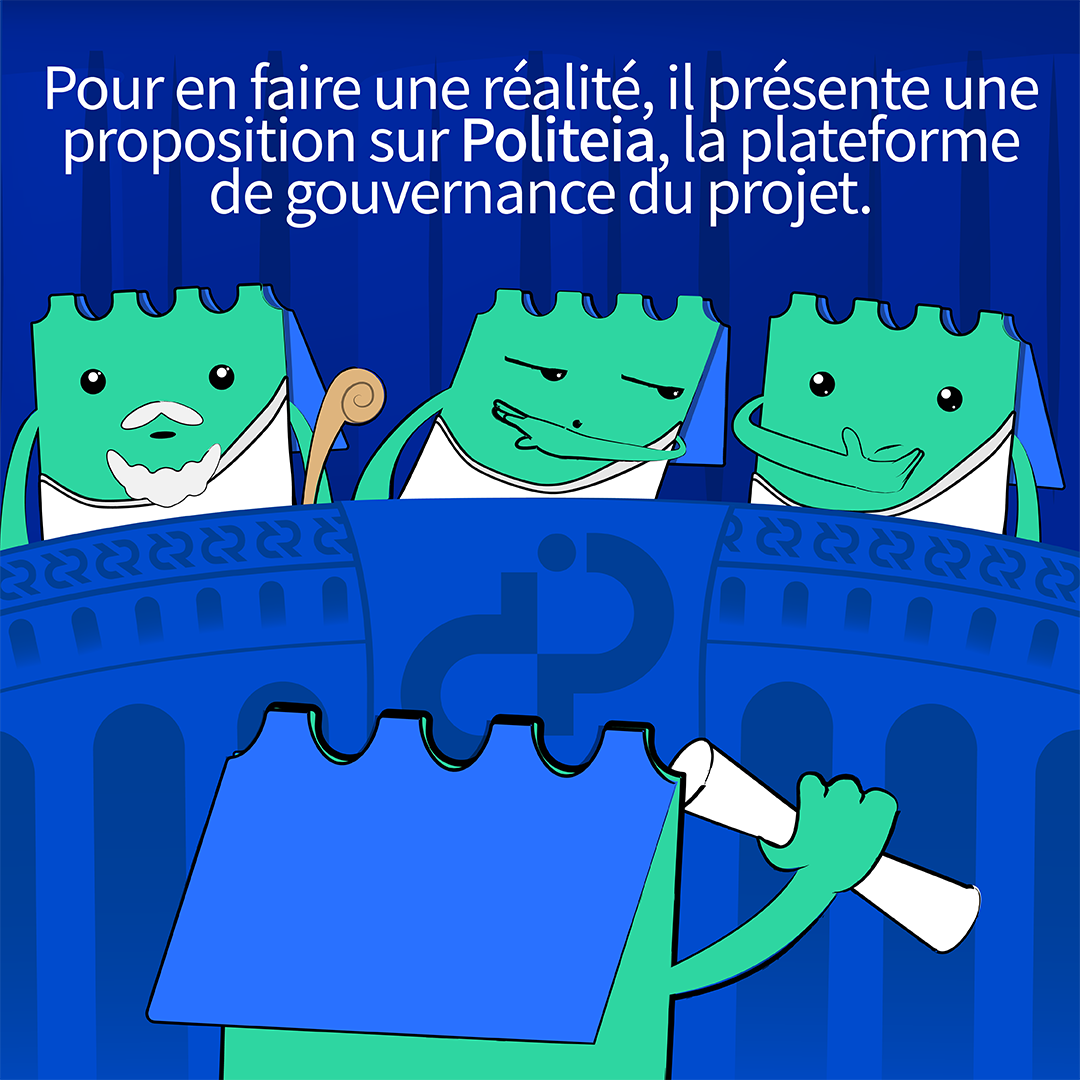 Pour en faire une réalité, il présente une
proposition sur Politeia, la plateforme
de gouvernance du projet.